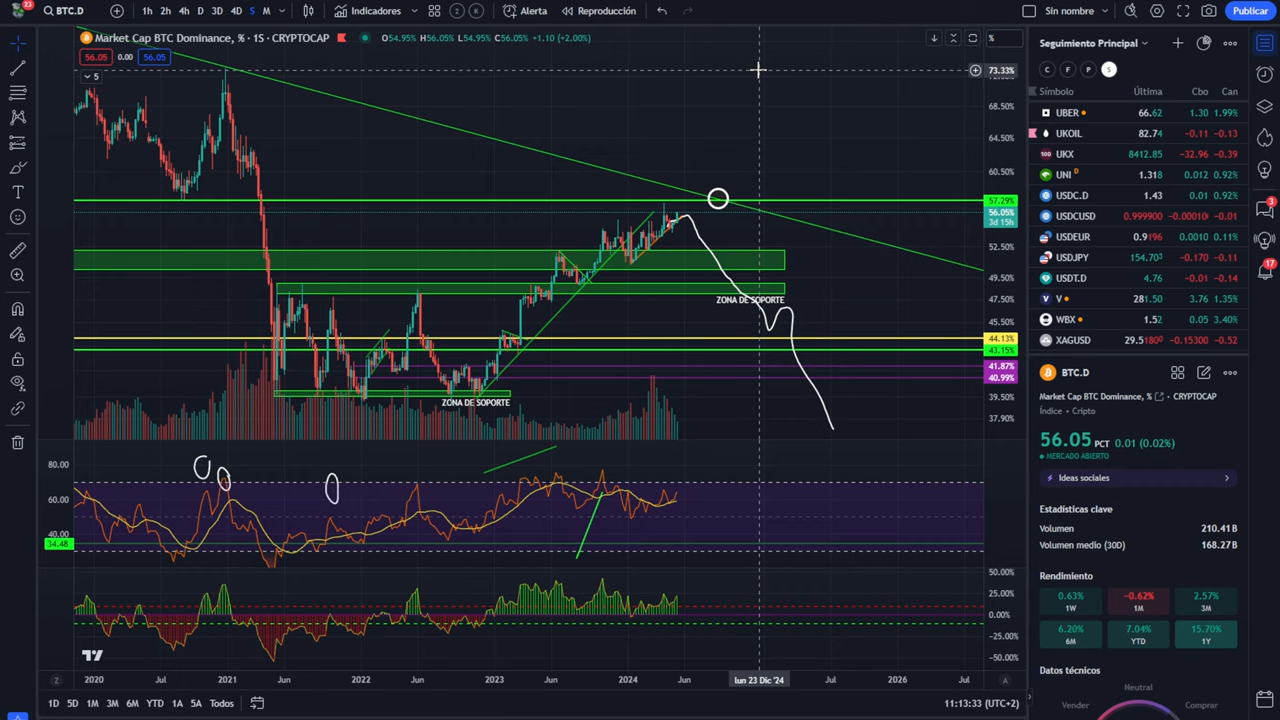 23
BTC.D
1h 2h 4h D 3D 4D S M
Indicadores
2
K
Alerta
Reproducción
Sin nombre
Publicar
Market Cap BTC Dominance, % · 1S · CRYPTOCAP
O54.95% H56.05% L54.95% C56.05% +1.10 (+2.00%)
56.05 0.00 56.05
5
%
73.33%
68.50%
64.50%
60.50%
57.29%
56.05%
3d 15h
52.50%
49.50%
47.50%
45.50%
44.13%
43.15%
41.87%
40.99%
39.50%
37.90%
ZONA DE SOPORTE
ZONA DE SOPORTE
80.00
60.00
40.00
34.48
50.00%
25.00%
0.00%
-25.00%
-50.00%
Z
2020 Jul 2021 Jun 2022 Jun 2023 Jun 2024 Jun lun 23 Dic '24 Jul 2026 Jul
A
1D 5D 1M 3M 6M YTD 1A 5A Todos
11:13:33 (UTC+2)
Seguimiento Principal
C F P S
Símbolo Última Cbo Can
UBER 66.62 1.30 1.99%
UKOIL 82.74 -0.11 -0.13
UKX 8412.85 -32.96 -0.39
UNI D 1.318 0.012 0.92%
USDC.D 1.43 0.01 0.92%
USDCUSD 0.999900 -0.00010 -0.01
USDEUR 0.9196 0.0010 0.11%
USDJPY 154.703 -0.170 -0.11
USDT.D 4.76 -0.01 -0.14
V 281.50 3.76 1.35%
WBX 1.52 0.05 3.40%
XAGUSD 29.5180 -0.15300 -0.52
BTC.D
Market Cap BTC Dominance, % · CRYPTOCAP
Índice · Cripto
56.05 PCT 0.01 (0.02%)
MERCADO ABIERTO
Ideas sociales
Estadísticas clave
Volumen 210.41B
Volumen medio (30D) 168.27B
Rendimiento
0.63% -0.62% 2.57%
1W 1M 3M
6.20% 7.04% 15.70%
6M YTD 1Y
Datos técnicos
Neutral
Vender Comprar
3
17